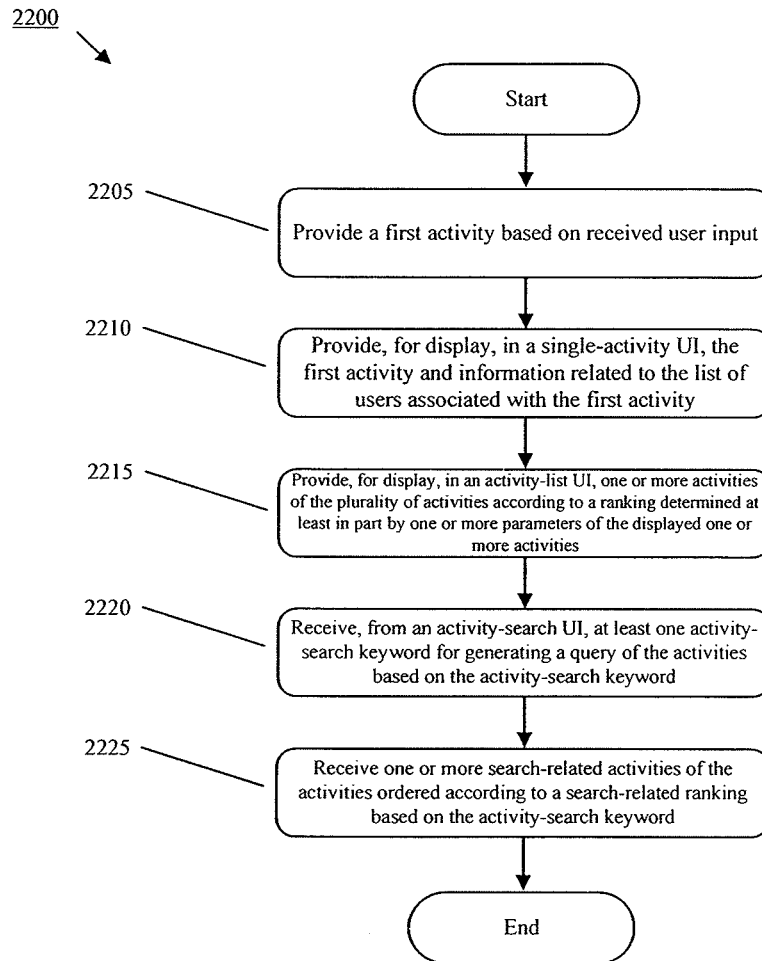 2200
Start
2205
Provide a first activity based on received user input
2210
Provide, for display, in a single-activity UI, the
first activity and information related to the list of
users associated with the first activity
2215
Provide, for display, in an activity-list UI, one or more activities
of the plurality of activities according to a ranking determined at
least in part by one or more parameters of the displayed one or
more activities
2220
Receive, from an activity-search UI, at least one activity-
search keyword for generating a query of the activities
based on the activity-search keyword
2225
Receive one or more search-related activities of the
activities ordered according to a search-related ranking
based on the activity-search keyword
End